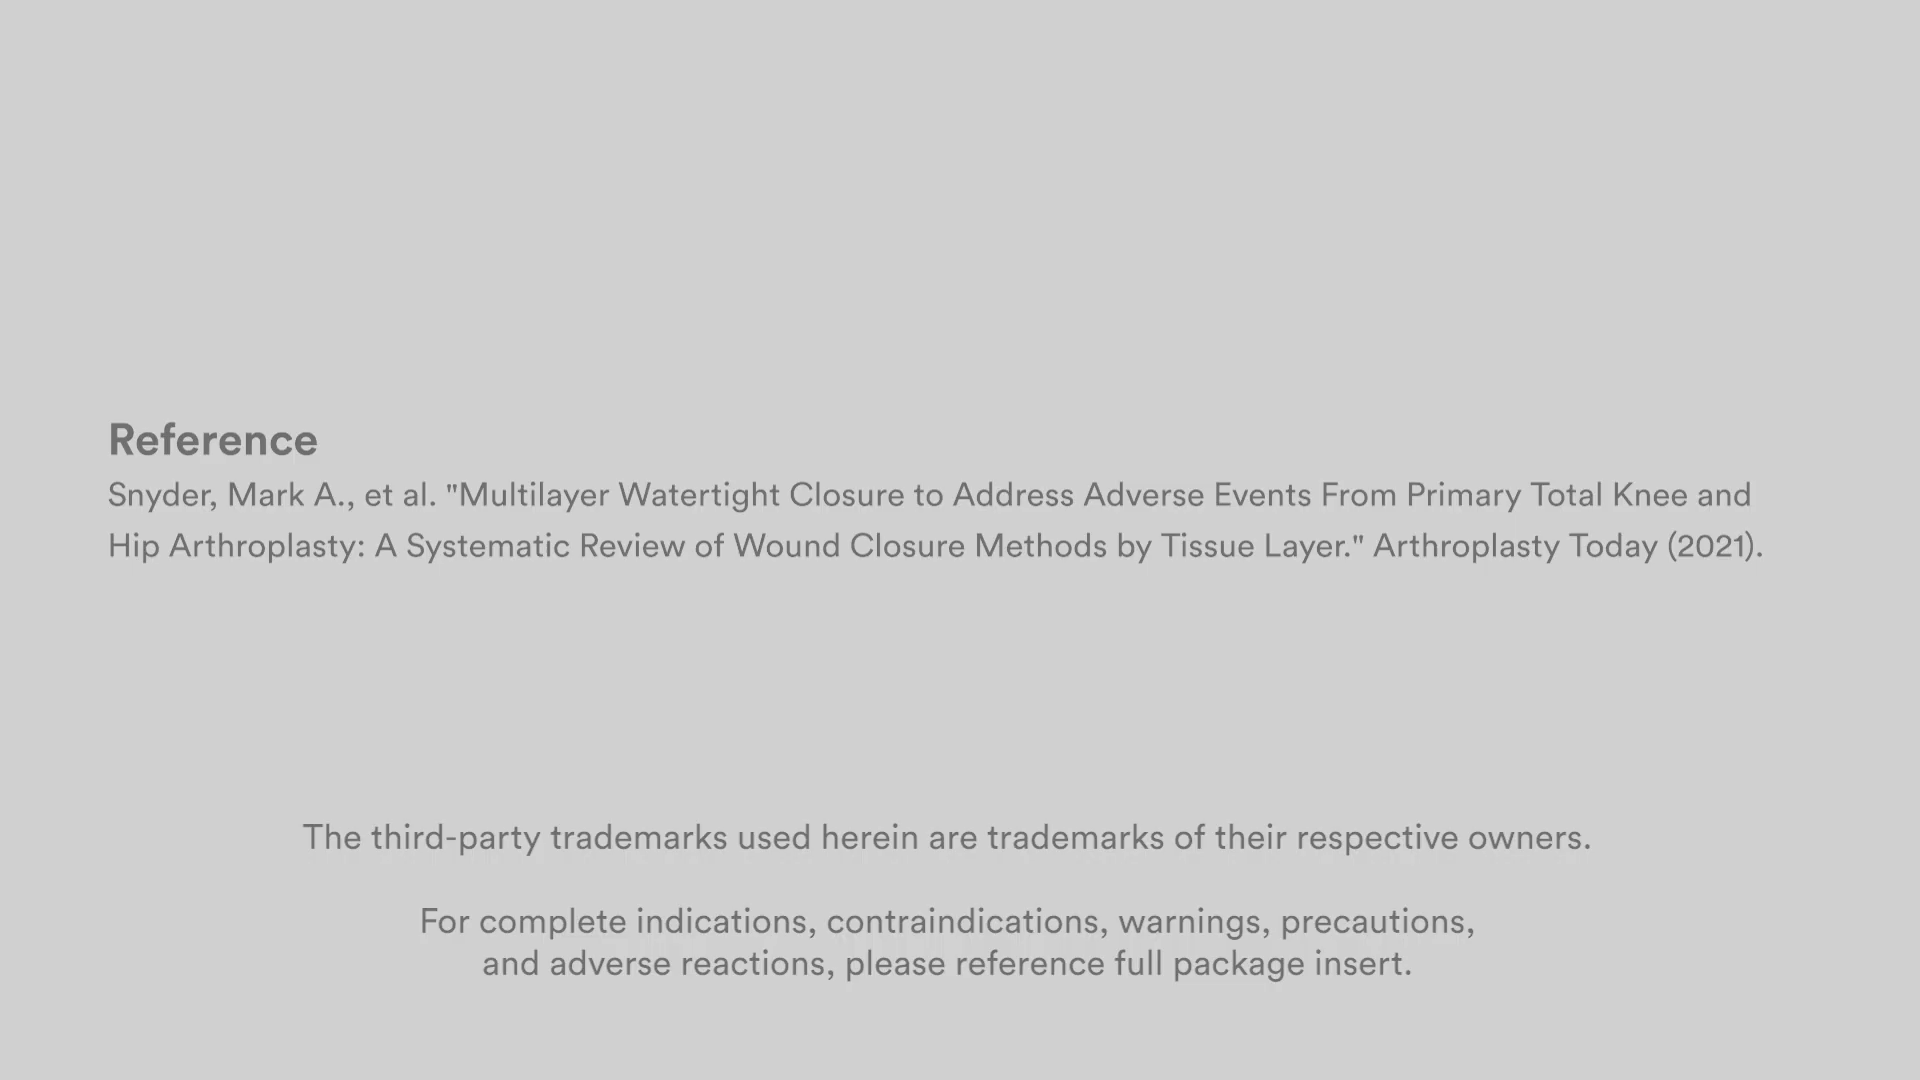 Reference
Snyder, Mark A., et al. "Multilayer Watertight Closure to Address Adverse Events From Primary Total Knee and
Hip Arthroplasty: A Systematic Review of Wound Closure Methods by Tissue Layer." Arthroplasty Today (2021).
The third-party trademarks used herein are trademarks of their respective owners.
For complete indications, contraindications, warnings, precautions,
and adverse reactions, please reference full package insert.